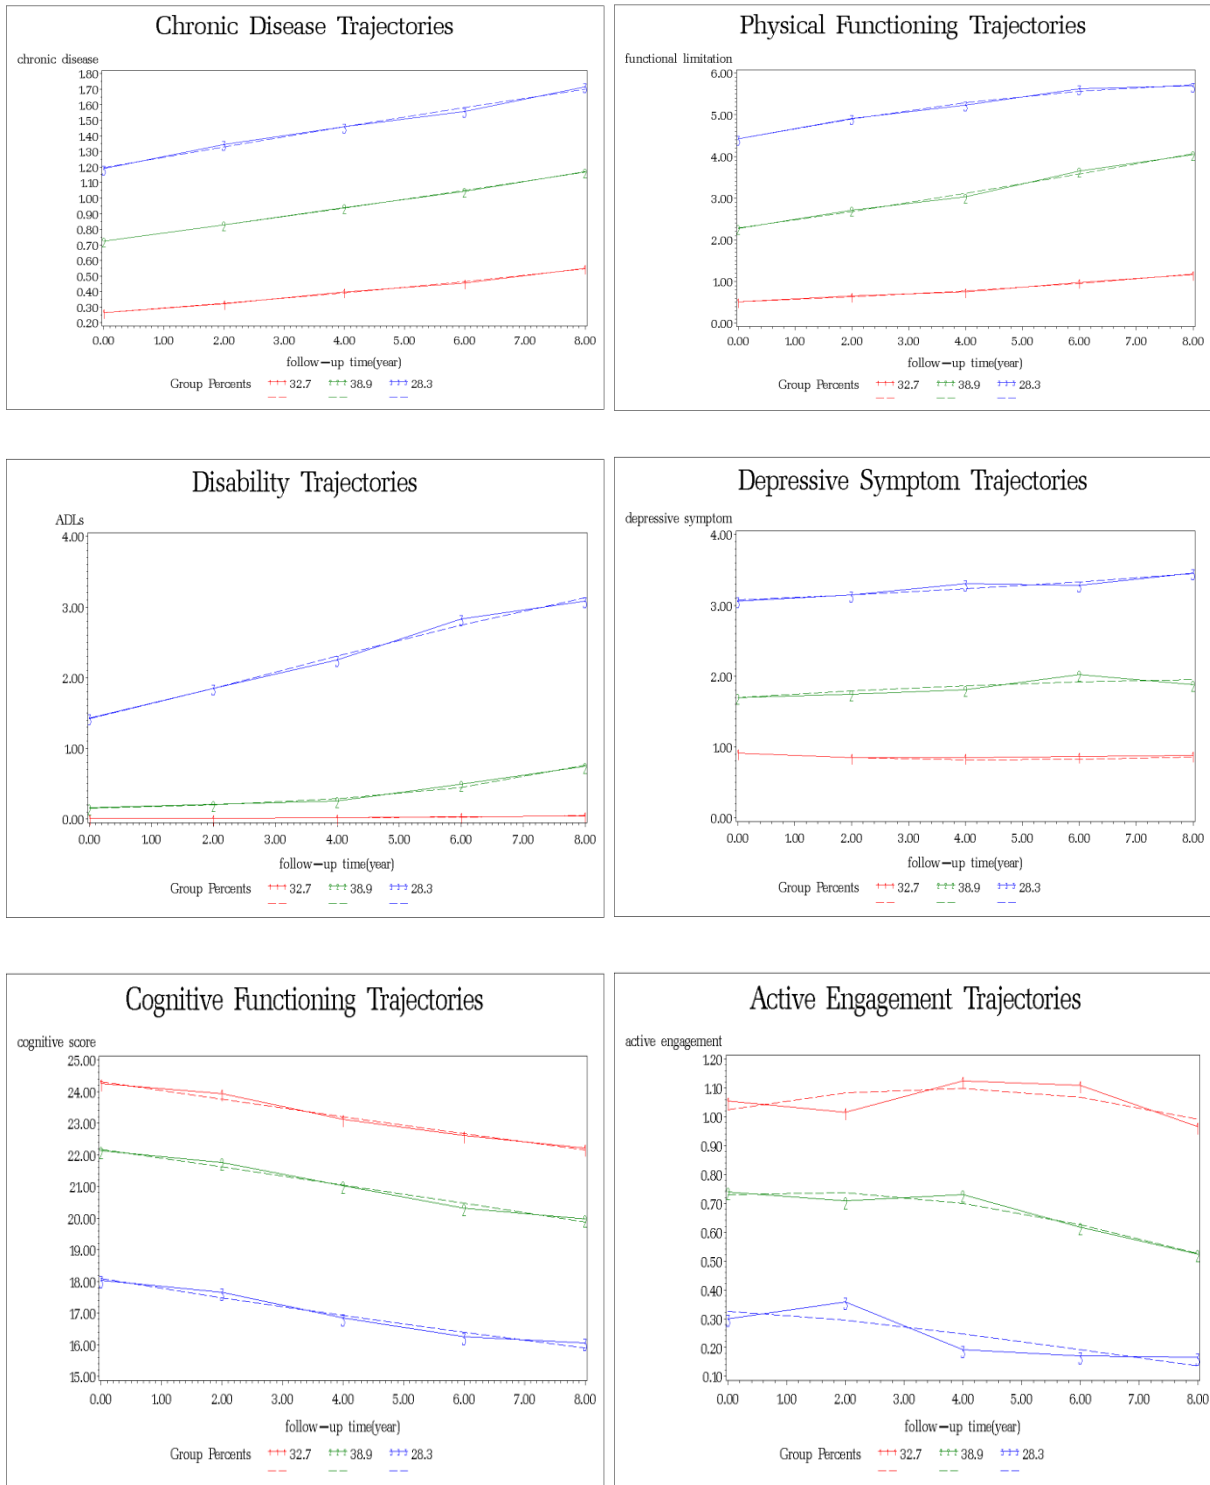 Chronic Disease Trajectories
chronic disease
1.80
1.70
1.60
1.50
1.40
1.30
1.20
1.10
1.00
0.90
0.80
0.70
0.60
0.50
0.40
0.30
0.20
0.00 1.00 2.00 3.00 4.00 5.00 6.00 7.00 8.00
follow-up time(year)
Group Percents 32.7 38.9 28.3
Physical Functioning Trajectories
functional limitation
6.00
5.00
4.00
3.00
2.00
1.00
0.00
0.00 1.00 2.00 3.00 4.00 5.00 6.00 7.00 8.00
follow-up time(year)
Group Percents 32.7 38.9 28.3
Disability Trajectories
ADLs
4.00
3.00
2.00
1.00
0.00
0.00 1.00 2.00 3.00 4.00 5.00 6.00 7.00 8.00
follow-up time(year)
Group Percents 32.7 38.9 28.3
Depressive Symptom Trajectories
depressive symptom
4.00
3.00
2.00
1.00
0.00
0.00 1.00 2.00 3.00 4.00 5.00 6.00 7.00 8.00
follow-up time(year)
Group Percents 32.7 38.9 28.3
Cognitive Functioning Trajectories
cognitive score
25.00
24.00
23.00
22.00
21.00
20.00
19.00
18.00
17.00
16.00
15.00
0.00 1.00 2.00 3.00 4.00 5.00 6.00 7.00 8.00
follow-up time(year)
Group Percents 32.7 38.9 28.3
Active Engagement Trajectories
active engagement
1.20
1.10
1.00
0.90
0.80
0.70
0.60
0.50
0.40
0.30
0.20
0.10
0.00 1.00 2.00 3.00 4.00 5.00 6.00 7.00 8.00
follow-up time(year)
Group Percents 32.7 38.9 28.3